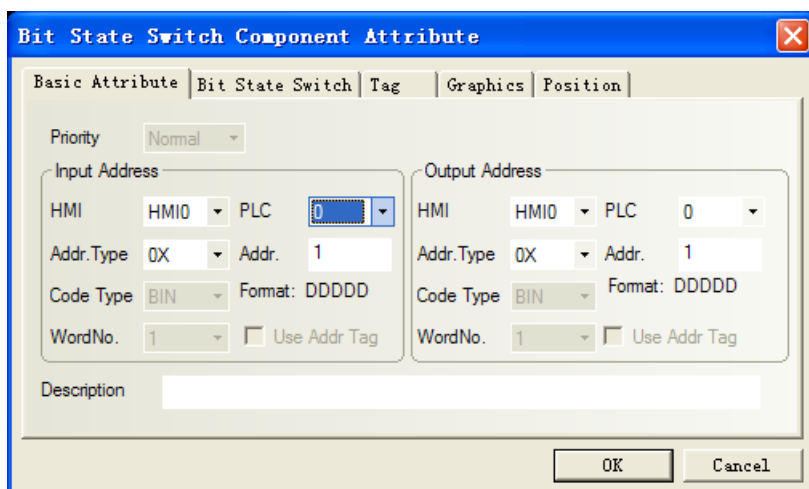 Bit State Switch Component Attribute
Basic Attribute Bit State Switch Tag Graphics Position
Priority Normal
Input Address
HMI HMI0 PLC 0
Addr.Type 0X Addr. 1
Code Type BIN Format: DDDDD
WordNo. 1 Use Addr Tag
Output Address
HMI HMI0 PLC 0
Addr.Type 0X Addr. 1
Code Type BIN Format: DDDDD
WordNo. 1 Use Addr Tag
Description
OK Cancel